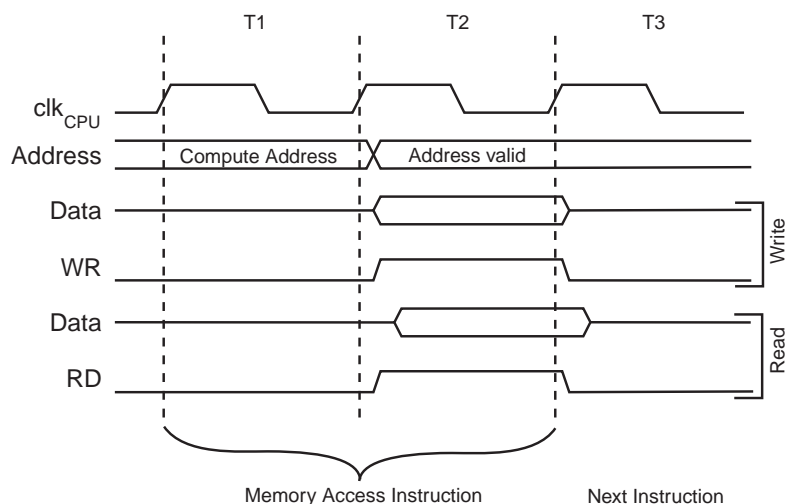 T1 T2 T3
clkCPU
Address Compute Address Address valid
Data
WR
Write
Data
RD
Read
Memory Access Instruction Next Instruction